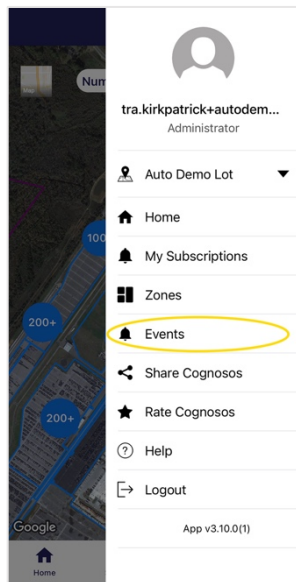 Num
100
200+
200+
Google
Home
tra.kirkpatrick+autodem...
Administrator
Auto Demo Lot
Home
My Subscriptions
Zones
Events
Share Cognosos
Rate Cognosos
? Help
Logout
App v3.10.0(1)